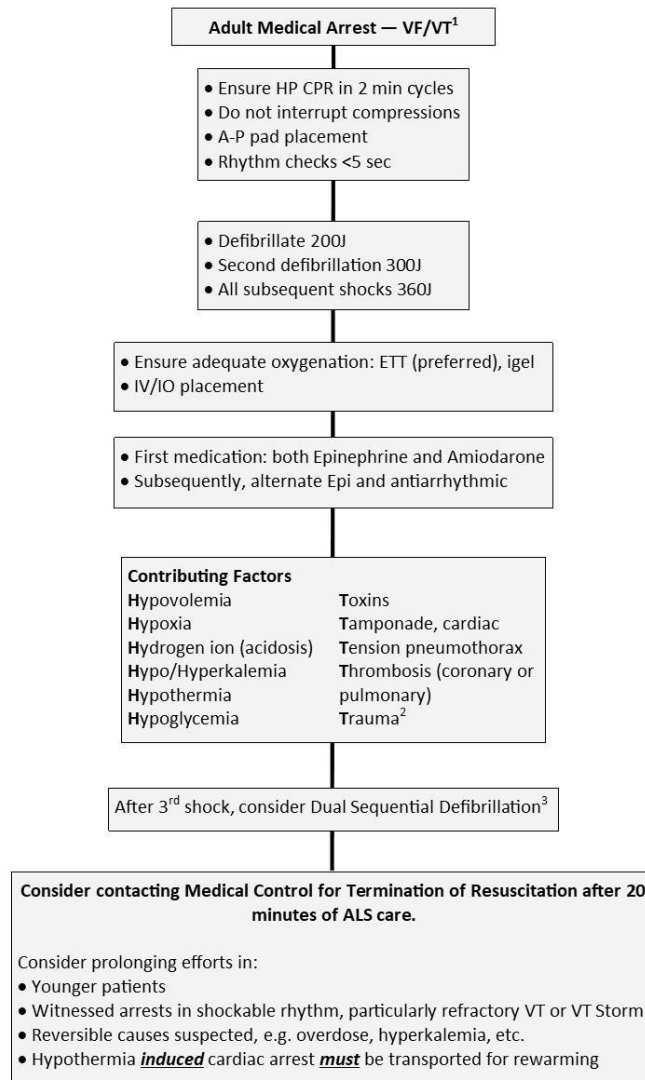 Adult Medical Arrest — VF/VT1
• Ensure HP CPR in 2 min cycles
• Do not interrupt compressions
• A-P pad placement
• Rhythm checks <5 sec
• Defibrillate 200J
• Second defibrillation 300J
• All subsequent shocks 360J
• Ensure adequate oxygenation: ETT (preferred), igel
• IV/IO placement
• First medication: both Epinephrine and Amiodarone
• Subsequently, alternate Epi and antiarrhythmic
Contributing Factors
Hypovolemia
Hypoxia
Hydrogen ion (acidosis)
Hypo/Hyperkalemia
Hypothermia
Hypoglycemia
Toxins
Tamponade, cardiac
Tension pneumothorax
Thrombosis (coronary or
pulmonary)
Trauma2
After 3rd shock, consider Dual Sequential Defibrillation3
Consider contacting Medical Control for Termination of Resuscitation after 20
minutes of ALS care.
Consider prolonging efforts in:
• Younger patients
• Witnessed arrests in shockable rhythm, particularly refractory VT or VT Storm
• Reversible causes suspected, e.g. overdose, hyperkalemia, etc.
• Hypothermia induced cardiac arrest must be transported for rewarming